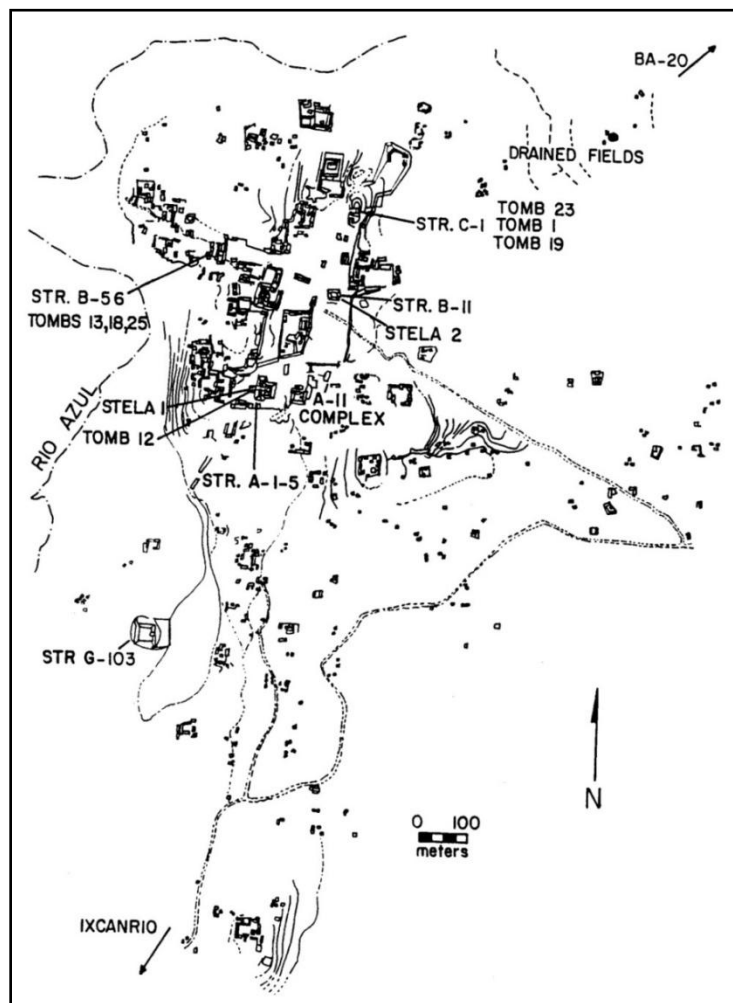 BA-20
DRAINED FIELDS
STR. C-1
TOMB 23
TOMB 1
TOMB 19
STR. B-56
TOMBS 13,18,25
STR. B-11
STELA 2
RIO AZUL
STELA 1
TOMB 12
A-11
COMPLEX
STR. A-1-5
STR G-103
N
0 100
meters
IXCANRIO